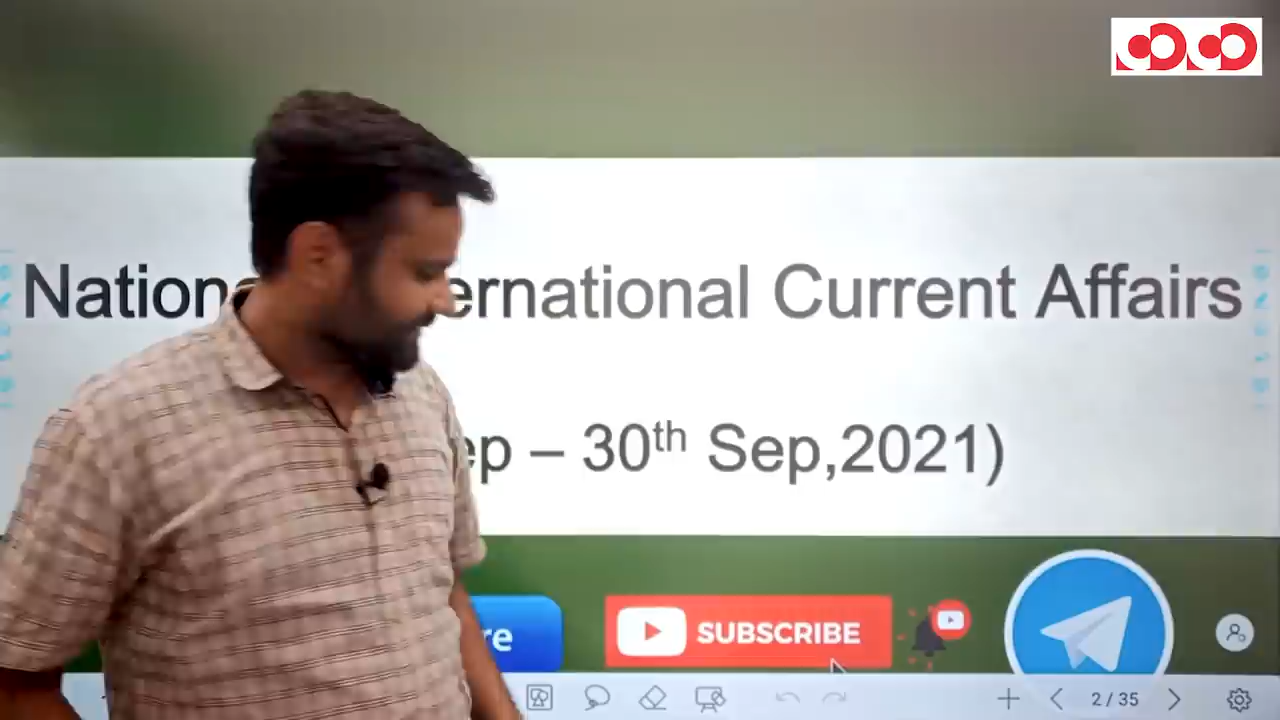 Nation ernational Current Affairs
ep – 30th Sep,2021)
re
SUBSCRIBE
2 / 35